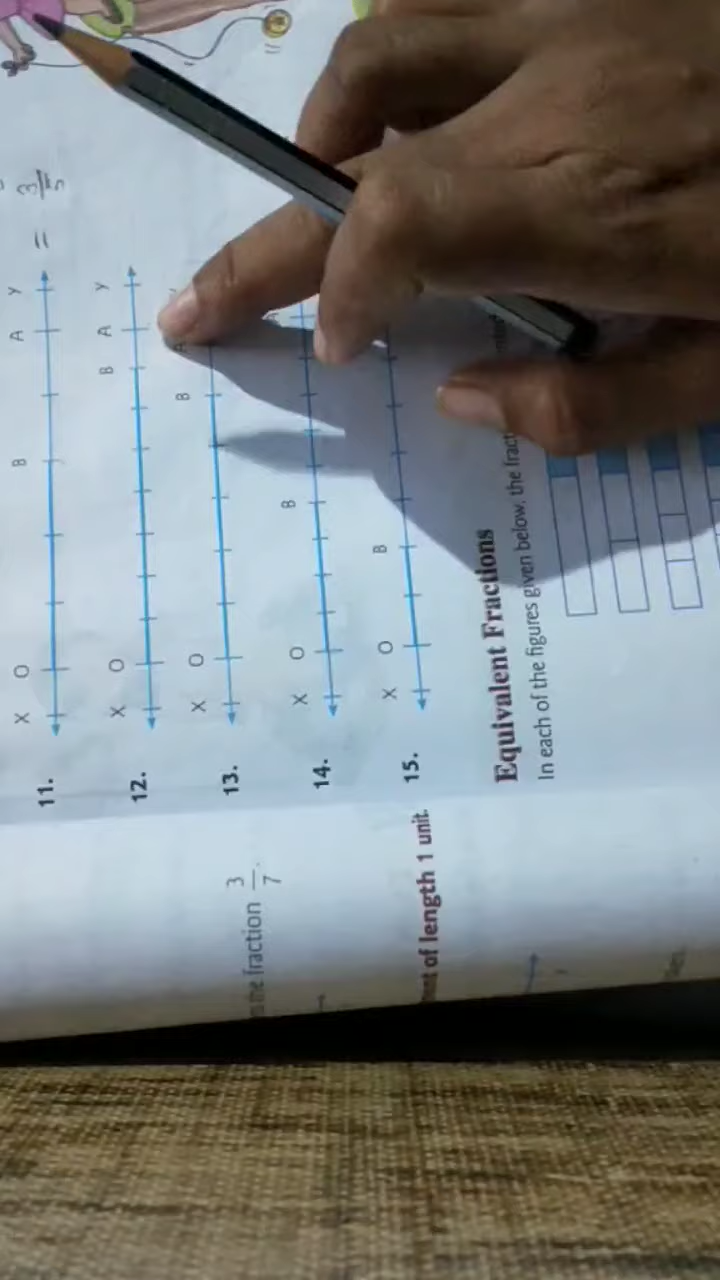 = 3/5
X O B A Y
11.
X O B A Y
12.
X O B A
13.
X O B
14.
X O B
15.
Equivalent Fractions
In each of the figures given below, the fract
the fraction 3/7.
of length 1 unit.